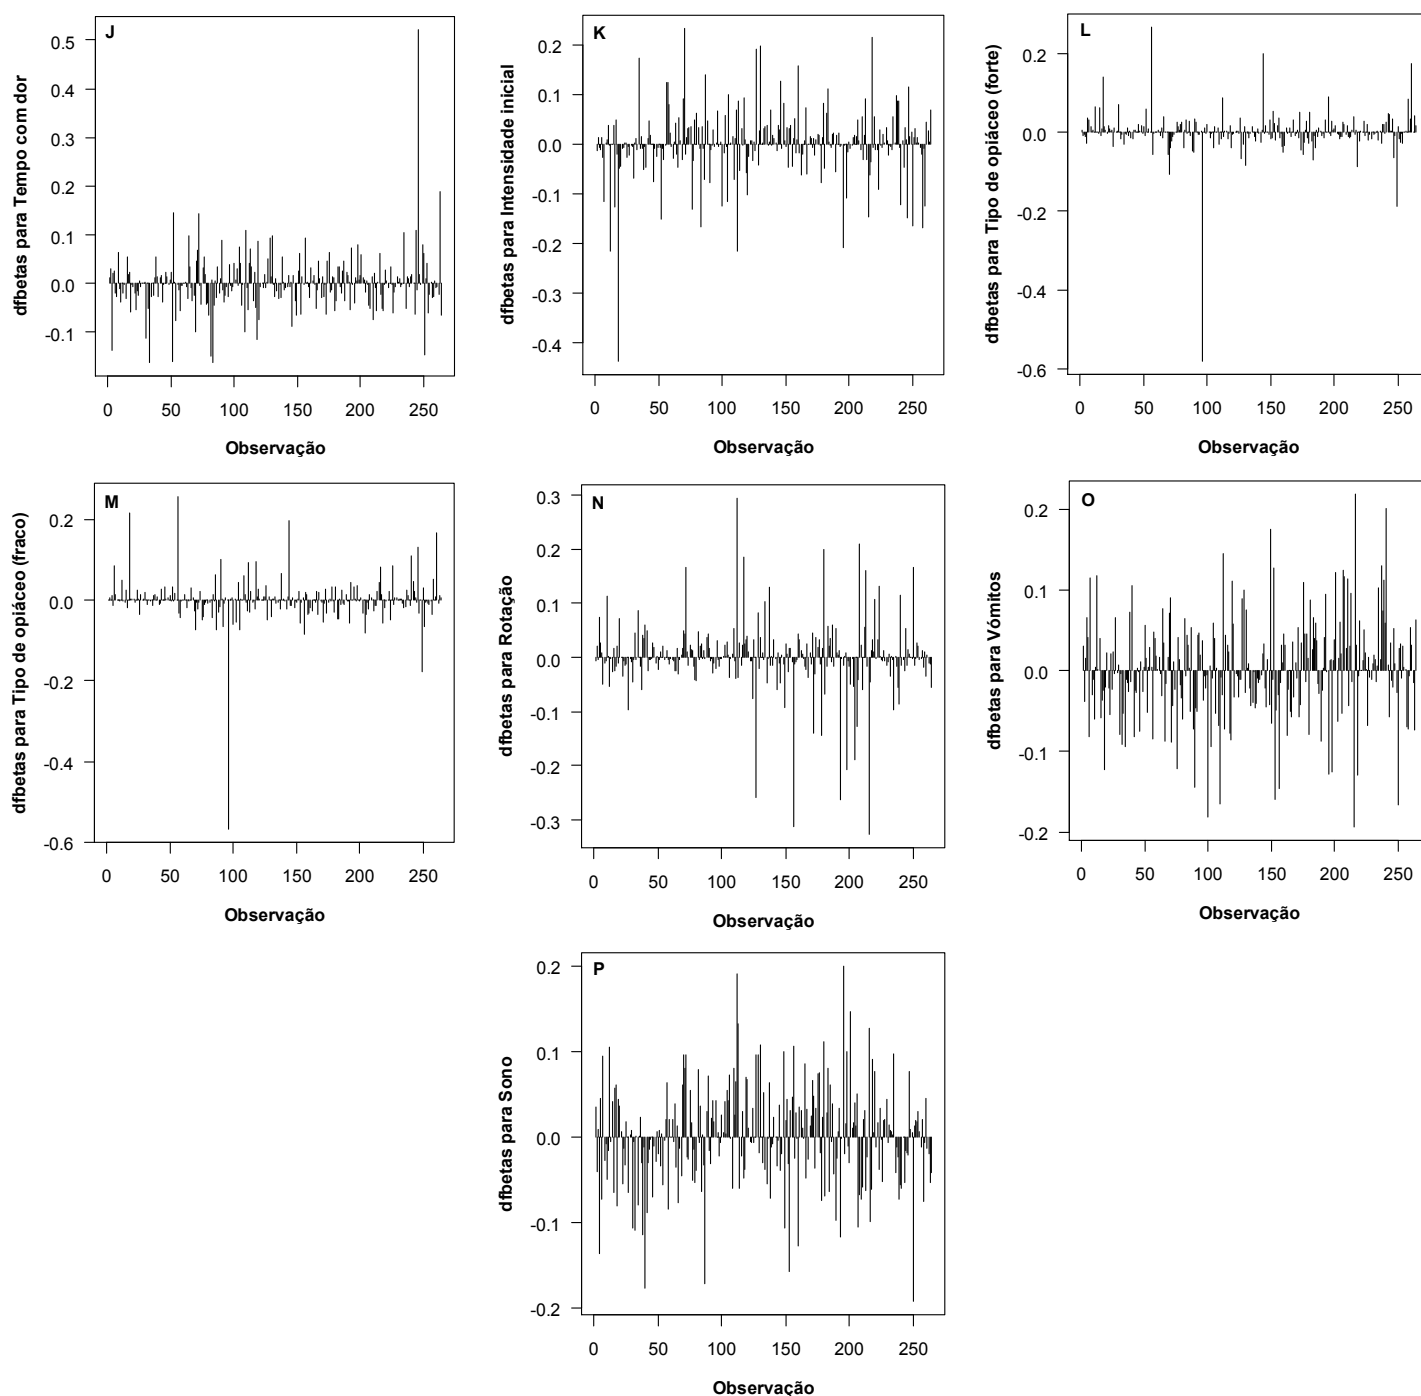 J
dfbetas para Tempo com dor
0.5
0.4
0.3
0.2
0.1
0.0
-0.1
0 50 100 150 200 250
Observação
K
dfbetas para Intensidade inicial
0.2
0.1
0.0
-0.1
-0.2
-0.3
-0.4
0 50 100 150 200 250
Observação
L
dfbetas para Tipo de opiáceo (forte)
0.2
0.0
-0.2
-0.4
-0.6
0 50 100 150 200 250
Observação
M
dfbetas para Tipo de opiáceo (fraco)
0.2
0.0
-0.2
-0.4
-0.6
0 50 100 150 200 250
Observação
N
dfbetas para Rotação
0.3
0.2
0.1
0.0
-0.1
-0.2
-0.3
0 50 100 150 200 250
Observação
O
dfbetas para Vómitos
0.2
0.1
0.0
-0.1
-0.2
0 50 100 150 200 250
Observação
P
dfbetas para Sono
0.2
0.1
0.0
-0.1
-0.2
0 50 100 150 200 250
Observação